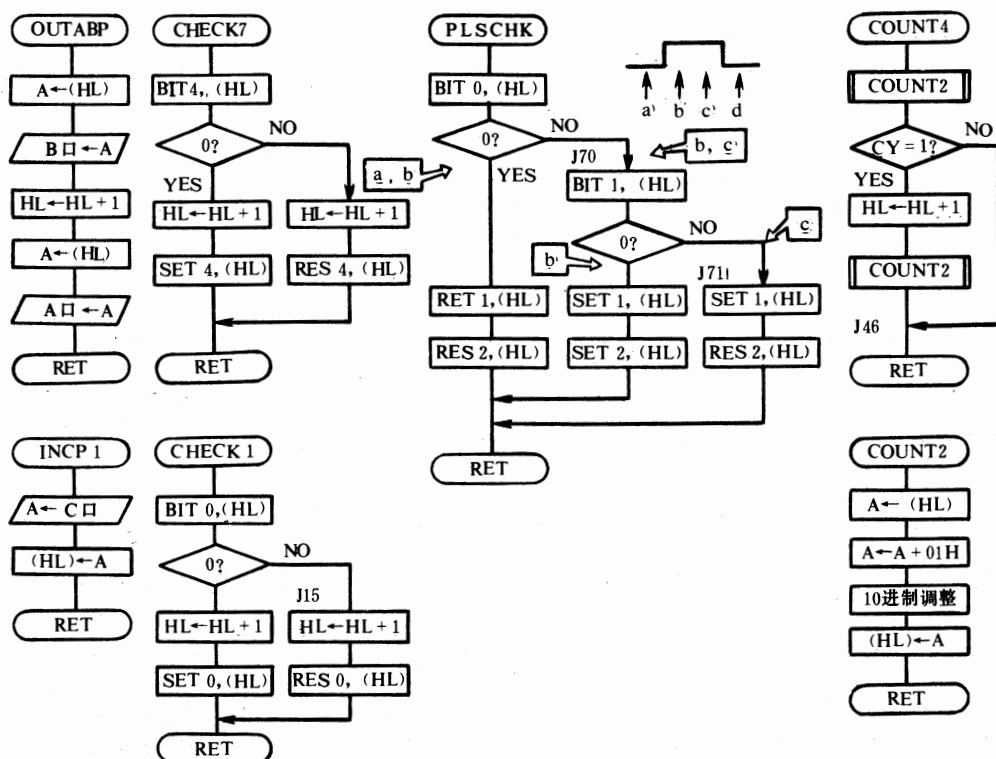 OUTABP
A←(HL)
B口←A
HL←HL+1
A←(HL)
A口←A
RET
CHECK7
BIT4, (HL)
0?
NO
YES
HL←HL+1
HL←HL+1
SET 4, (HL)
RES 4, (HL)
RET
PLSCHK
BIT 0, (HL)
0?
NO
YES
a b c d
a, b
b, c
J70
BIT 1, (HL)
0?
NO
b
c
J71
RET 1, (HL)
SET 1, (HL)
SET 1, (HL)
RES 2, (HL)
SET 2, (HL)
RES 2, (HL)
RET
COUNT4
COUNT2
CY=1?
NO
YES
HL←HL+1
COUNT2
J46
RET
INCP 1
A←C口
(HL)←A
RET
CHECK 1
BIT 0, (HL)
0?
NO
J15
HL←HL+1
HL←HL+1
SET 0, (HL)
RES 0, (HL)
RET
COUNT2
A←(HL)
A←A+01H
10进制调整
(HL)←A
RET